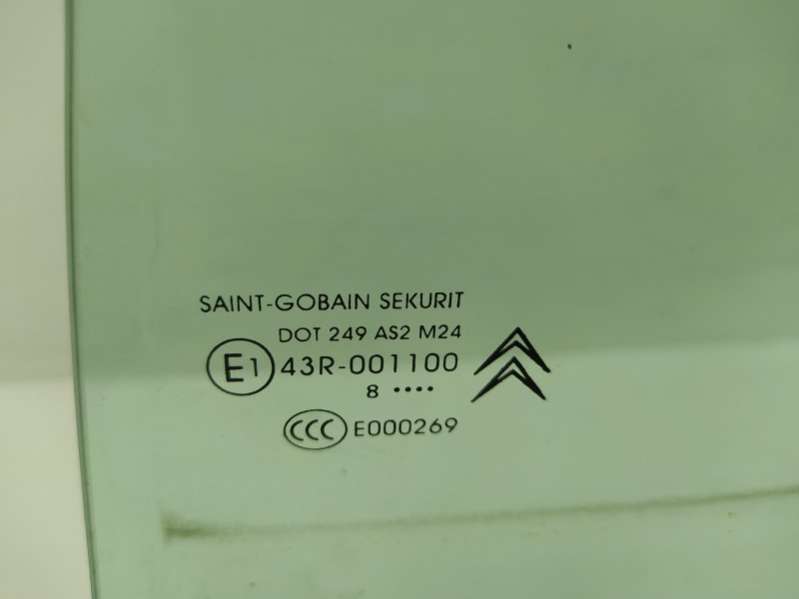 SAINT-GOBAIN SEKURIT
DOT 249 AS2 M24
E1 43R-001100
8 ····
CCC E000269